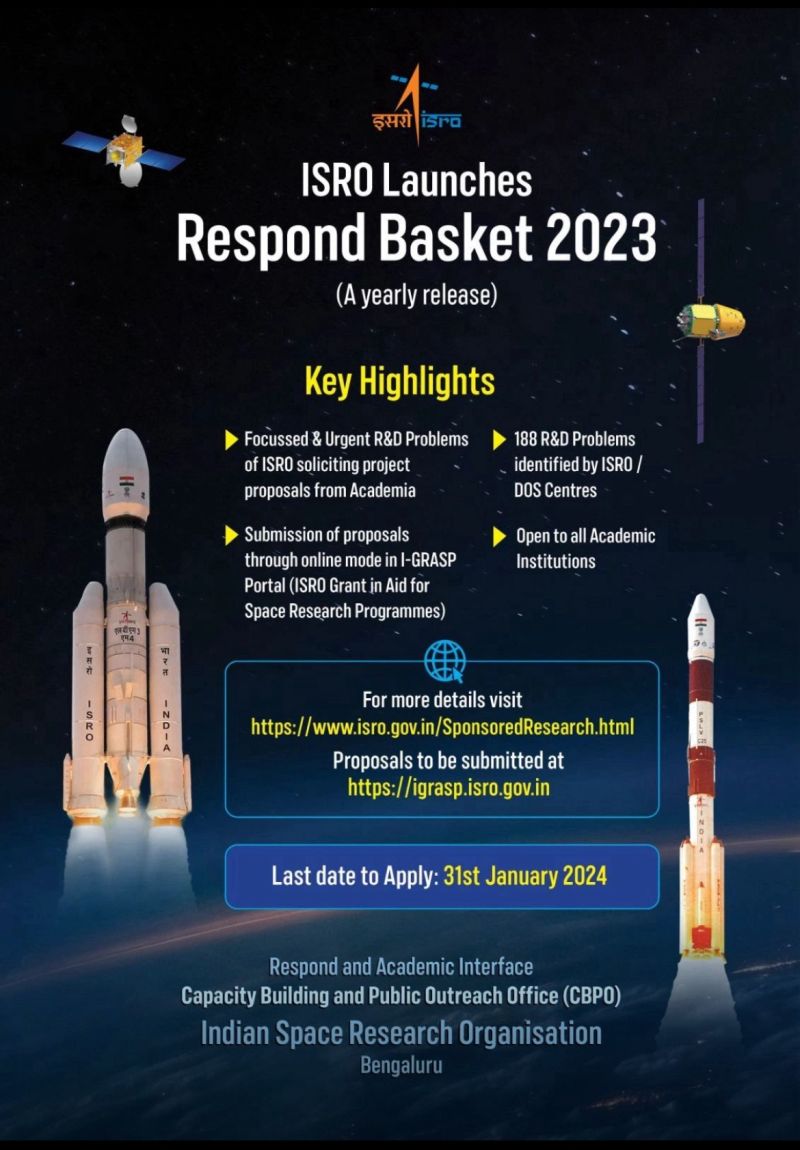 इसरो isro
ISRO Launches
Respond Basket 2023
(A yearly release)
Key Highlights
Focussed & Urgent R&D Problems
of ISRO soliciting project
proposals from Academia
188 R&D Problems
identified by ISRO /
DOS Centres
Submission of proposals
through online mode in I-GRASP
Portal (ISRO Grant in Aid for
Space Research Programmes)
Open to all Academic
Institutions
एलवीएम3
एम4
इसरो
ISRO
भारत
INDIA
PSLV
INDIA
For more details visit
https://www.isro.gov.in/SponsoredResearch.html
Proposals to be submitted at
https://igrasp.isro.gov.in
Last date to Apply: 31st January 2024
Respond and Academic Interface
Capacity Building and Public Outreach Office (CBPO)
Indian Space Research Organisation
Bengaluru